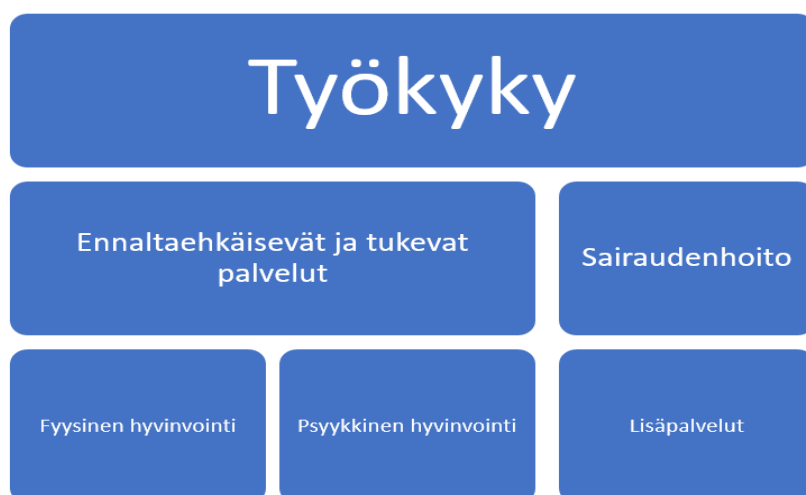 Työkyky
Ennaltaehkäisevät ja tukevat
palvelut
Sairaudenhoito
Fyysinen hyvinvointi
Psyykkinen hyvinvointi
Lisäpalvelut